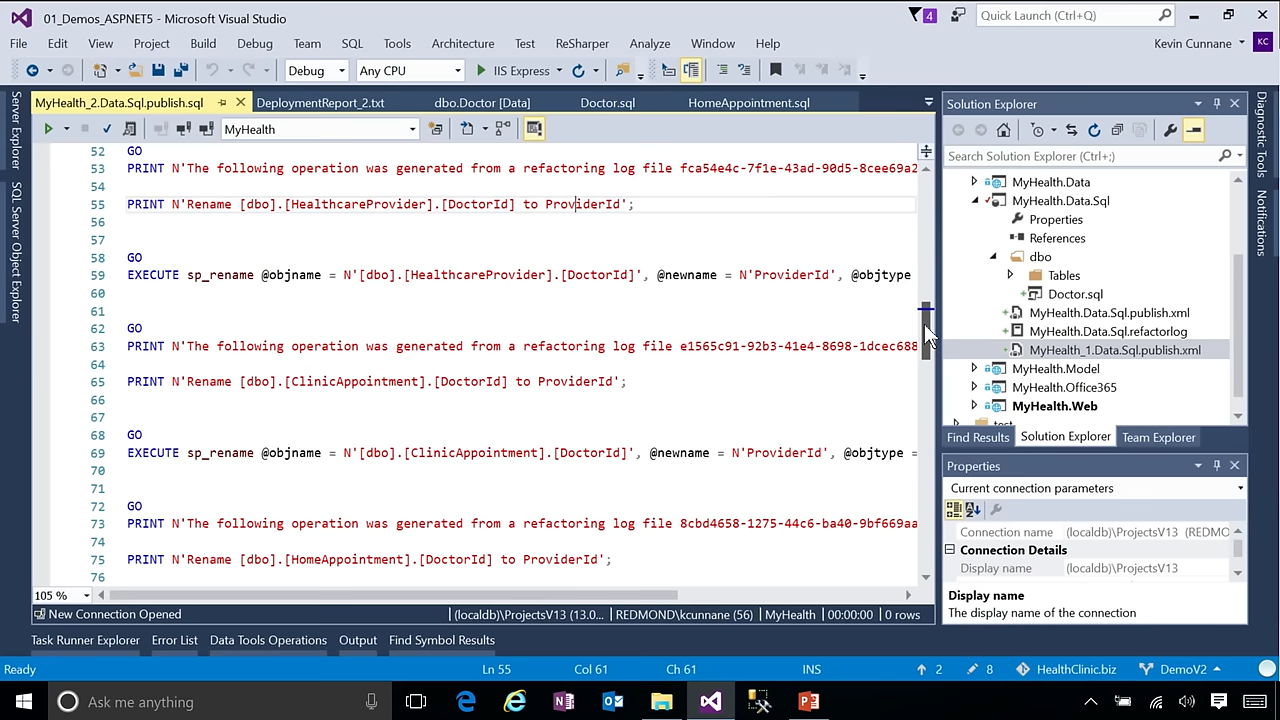 01_Demos_ASPNET5 - Microsoft Visual Studio
4
Quick Launch (Ctrl+Q)
File Edit View Project Build Debug Team SQL Tools Architecture Test ReSharper Analyze Window Help
Kevin Cunnane
KC
Debug
Any CPU
IIS Express
MyHealth_2.Data.Sql.publish.sql
DeploymentReport_2.txt
dbo.Doctor [Data]
Doctor.sql
HomeAppointment.sql
MyHealth
Server Explorer
SQL Server Object Explorer
52 GO
53 PRINT N'The following operation was generated from a refactoring log file fca54e4c-7f1e-43ad-90d5-8cee69a2
54
55 PRINT N'Rename [dbo].[HealthcareProvider].[DoctorId] to ProviderId';
56
57
58 GO
59 EXECUTE sp_rename @objname = N'[dbo].[HealthcareProvider].[DoctorId]', @newname = N'ProviderId', @objtype
60
61
62 GO
63 PRINT N'The following operation was generated from a refactoring log file e1565c91-92b3-41e4-8698-1dcec688
64
65 PRINT N'Rename [dbo].[ClinicAppointment].[DoctorId] to ProviderId';
66
67
68 GO
69 EXECUTE sp_rename @objname = N'[dbo].[ClinicAppointment].[DoctorId]', @newname = N'ProviderId', @objtype =
70
71
72 GO
73 PRINT N'The following operation was generated from a refactoring log file 8cbd4658-1275-44c6-ba40-9bf669aa
74
75 PRINT N'Rename [dbo].[HomeAppointment].[DoctorId] to ProviderId';
76
105 %
New Connection Opened
(localdb)\ProjectsV13 (13.0...
REDMOND\kcunnane (56)
MyHealth
00:00:00
0 rows
Solution Explorer
Search Solution Explorer (Ctrl+;)
MyHealth.Data
MyHealth.Data.Sql
Properties
References
dbo
Tables
Doctor.sql
MyHealth.Data.Sql.publish.xml
MyHealth.Data.Sql.refactorlog
MyHealth_1.Data.Sql.publish.xml
MyHealth.Model
MyHealth.Office365
MyHealth.Web
test
Find Results
Solution Explorer
Team Explorer
Diagnostic Tools
Notifications
Properties
Current connection parameters
Connection name (localdb)\ProjectsV13 (REDMO
Connection Details
Display name (localdb)\ProjectsV13
Display name
The display name of the connection
Task Runner Explorer
Error List
Data Tools Operations
Output
Find Symbol Results
Ready
Ln 55
Col 61
Ch 61
INS
2
8
HealthClinic.biz
DemoV2
Ask me anything